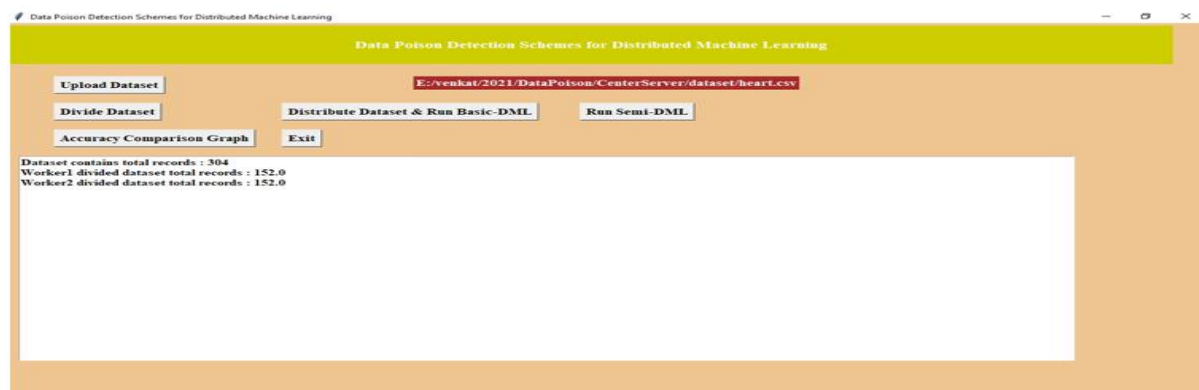 Data Poison Detection Schemes for Distributed Machine Learning
Data Poison Detection Schemes for Distributed Machine Learning
Upload Dataset E:/venkat/2021/DataPoison/CenterServer/dataset/heart.csv
Divide Dataset Distribute Dataset & Run Basic-DML Run Semi-DML
Accuracy Comparison Graph Exit
Dataset contains total records : 304
Worker1 divided dataset total records : 152.0
Worker2 divided dataset total records : 152.0